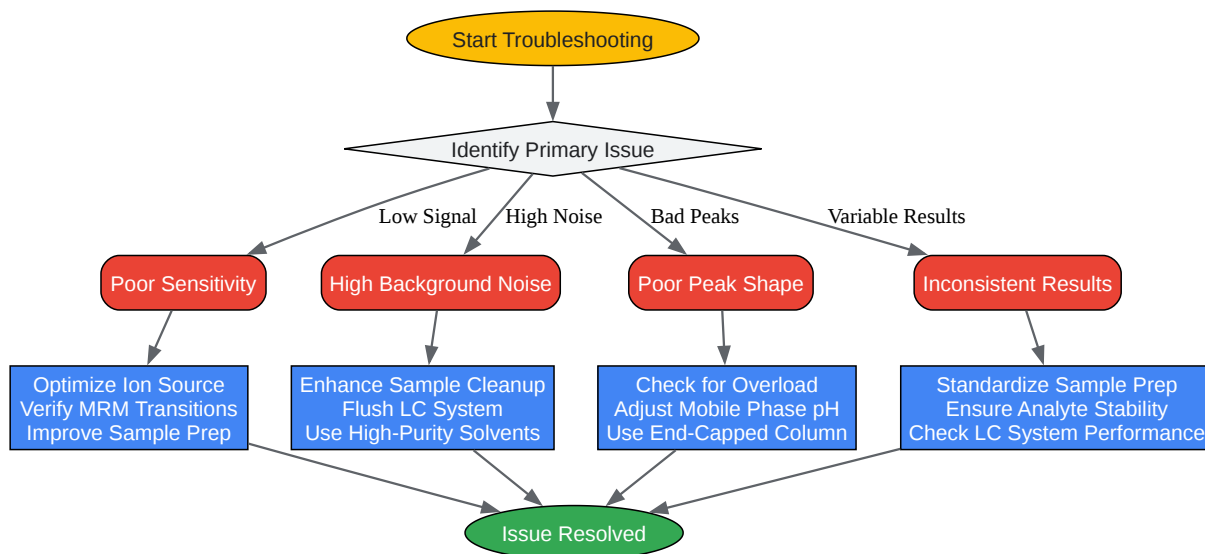 Start Troubleshooting
Identify Primary Issue
Low Signal
High Noise
Bad Peaks
Variable Results
Poor Sensitivity
High Background Noise
Poor Peak Shape
Inconsistent Results
Optimize Ion Source
Verify MRM Transitions
Improve Sample Prep
Enhance Sample Cleanup
Flush LC System
Use High-Purity Solvents
Check for Overload
Adjust Mobile Phase pH
Use End-Capped Column
Standardize Sample Prep
Ensure Analyte Stability
Check LC System Performance
Issue Resolved